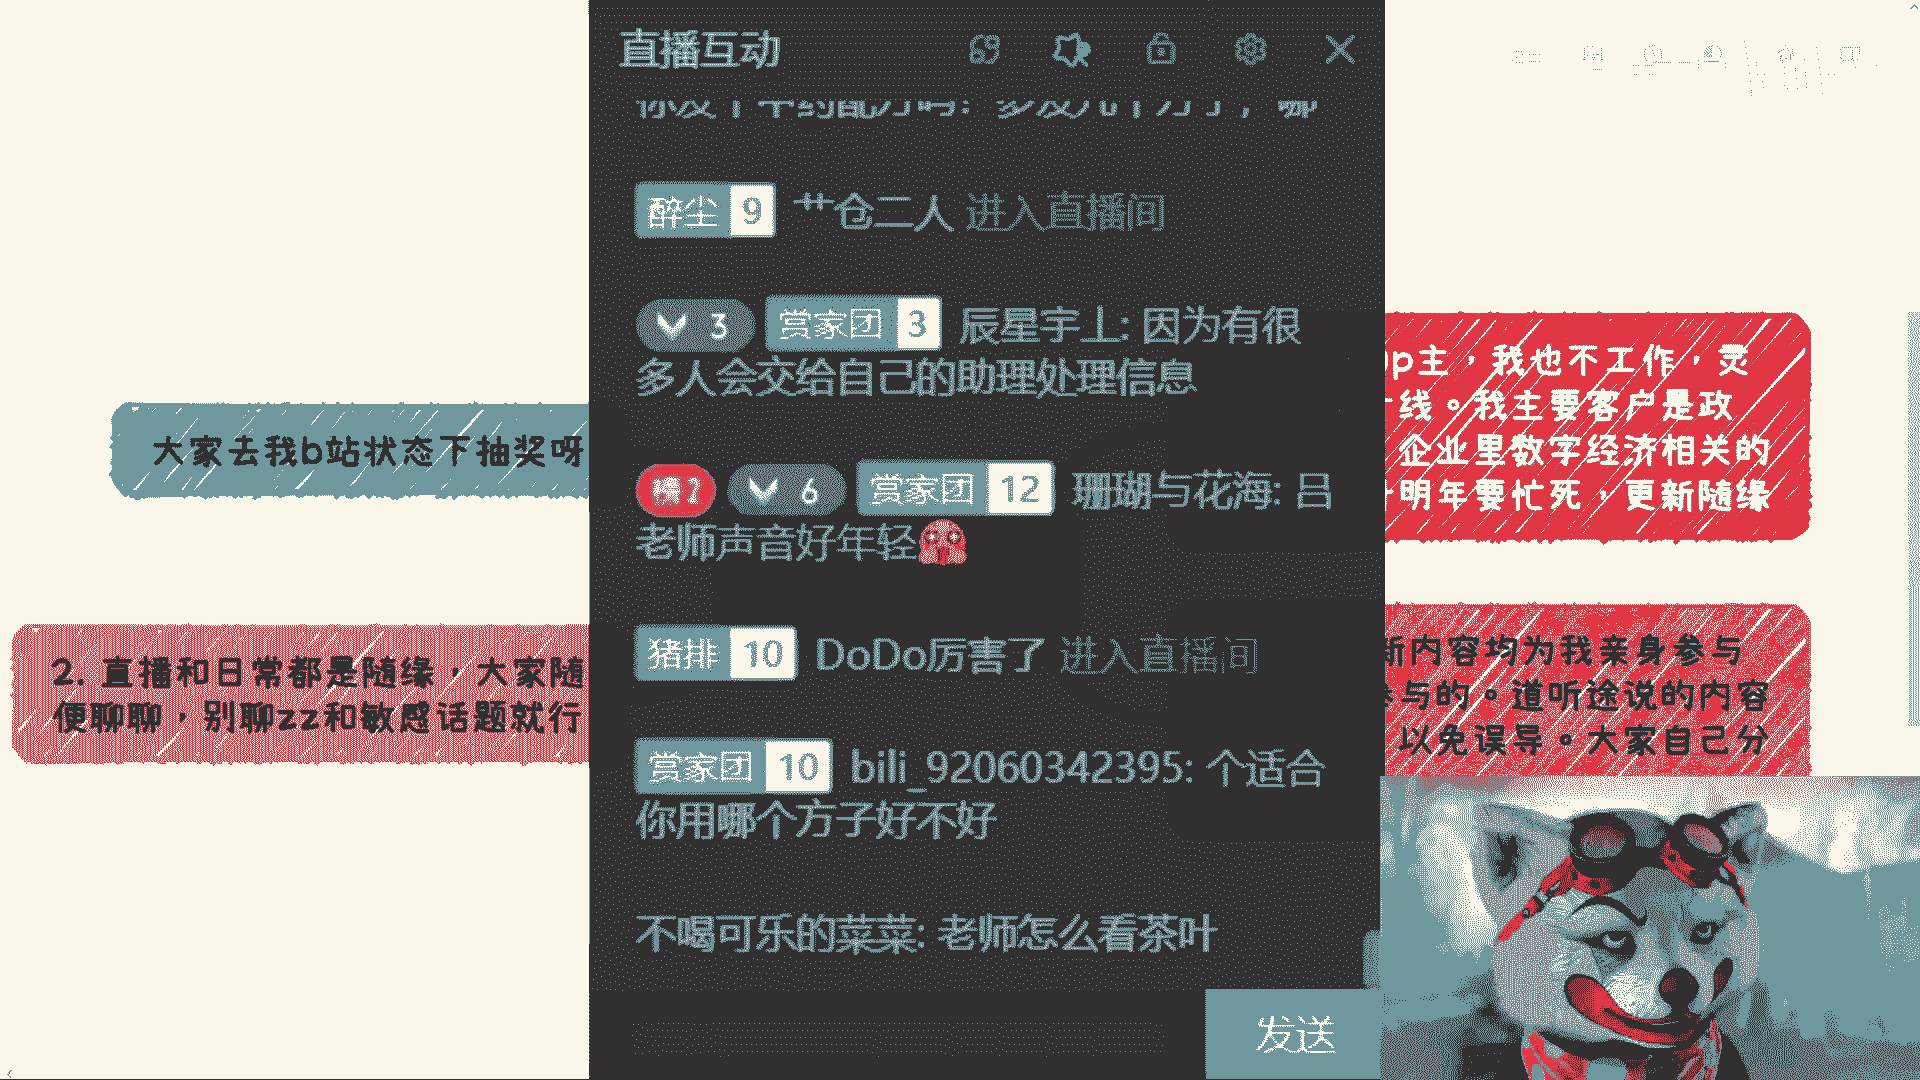 直播互动
醉尘 9 艹仓二人 进入直播间
3 赏家团 3 辰星宇上: 因为有很
多人会交给自己的助理处理信息
榜2 6 赏家团 12 珊瑚与花海: 吕
老师声音好年轻
猪排 10 DoDo厉害了 进入直播间
赏家团 10 bili_92060342395: 个适合
你用哪个方子好不好
不喝可乐的菜菜: 老师怎么看茶叶
发送
大家去我b站状态下抽奖呀
2. 直播和日常都是随缘，大家随
便聊聊，别聊zz和敏感话题就行
p主，我也不工作，灵
线。我主要客户是政
企业里数字经济相关的
明年要忙死，更新随缘
新内容均为我亲身参与
参与的。道听途说的内容
以免误导。大家自己分